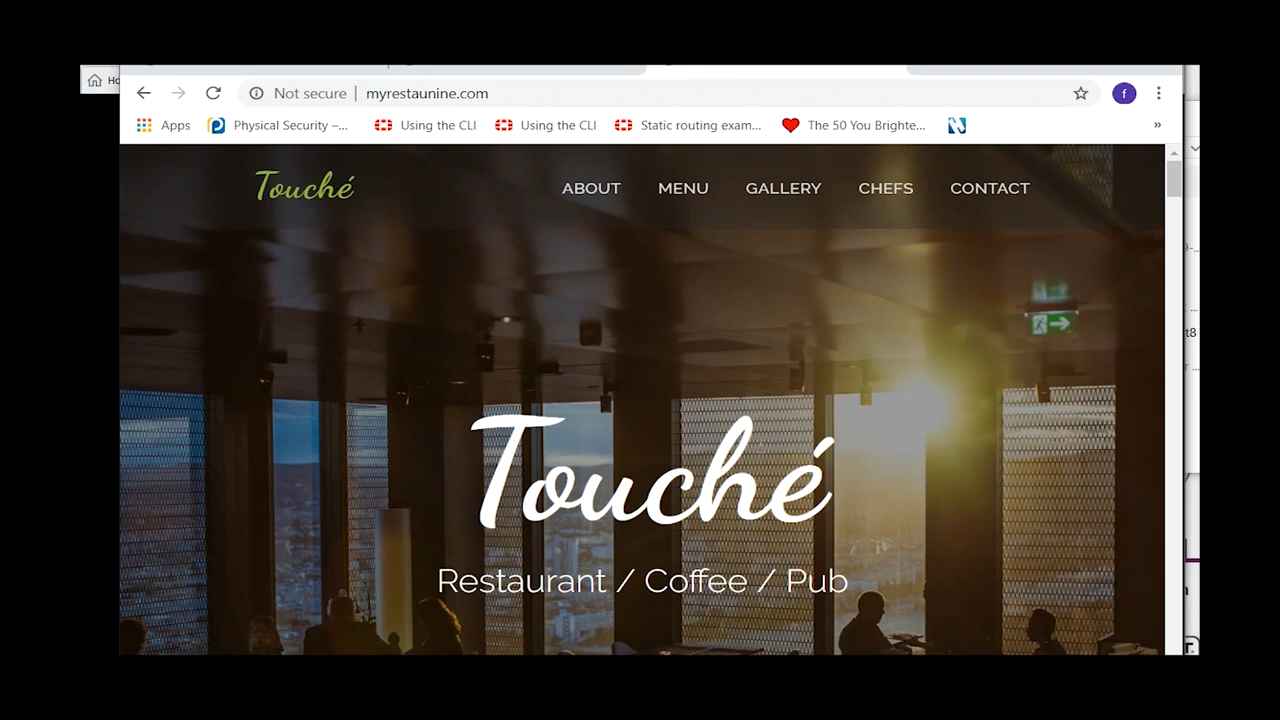 Ho
Not secure | myrestaunine.com
f
Apps
Physical Security –...
Using the CLI
Using the CLI
Static routing exam...
The 50 You Brighte...
»
Touché
ABOUT
MENU
GALLERY
CHEFS
CONTACT
Touché
Restaurant / Coffee / Pub
t8